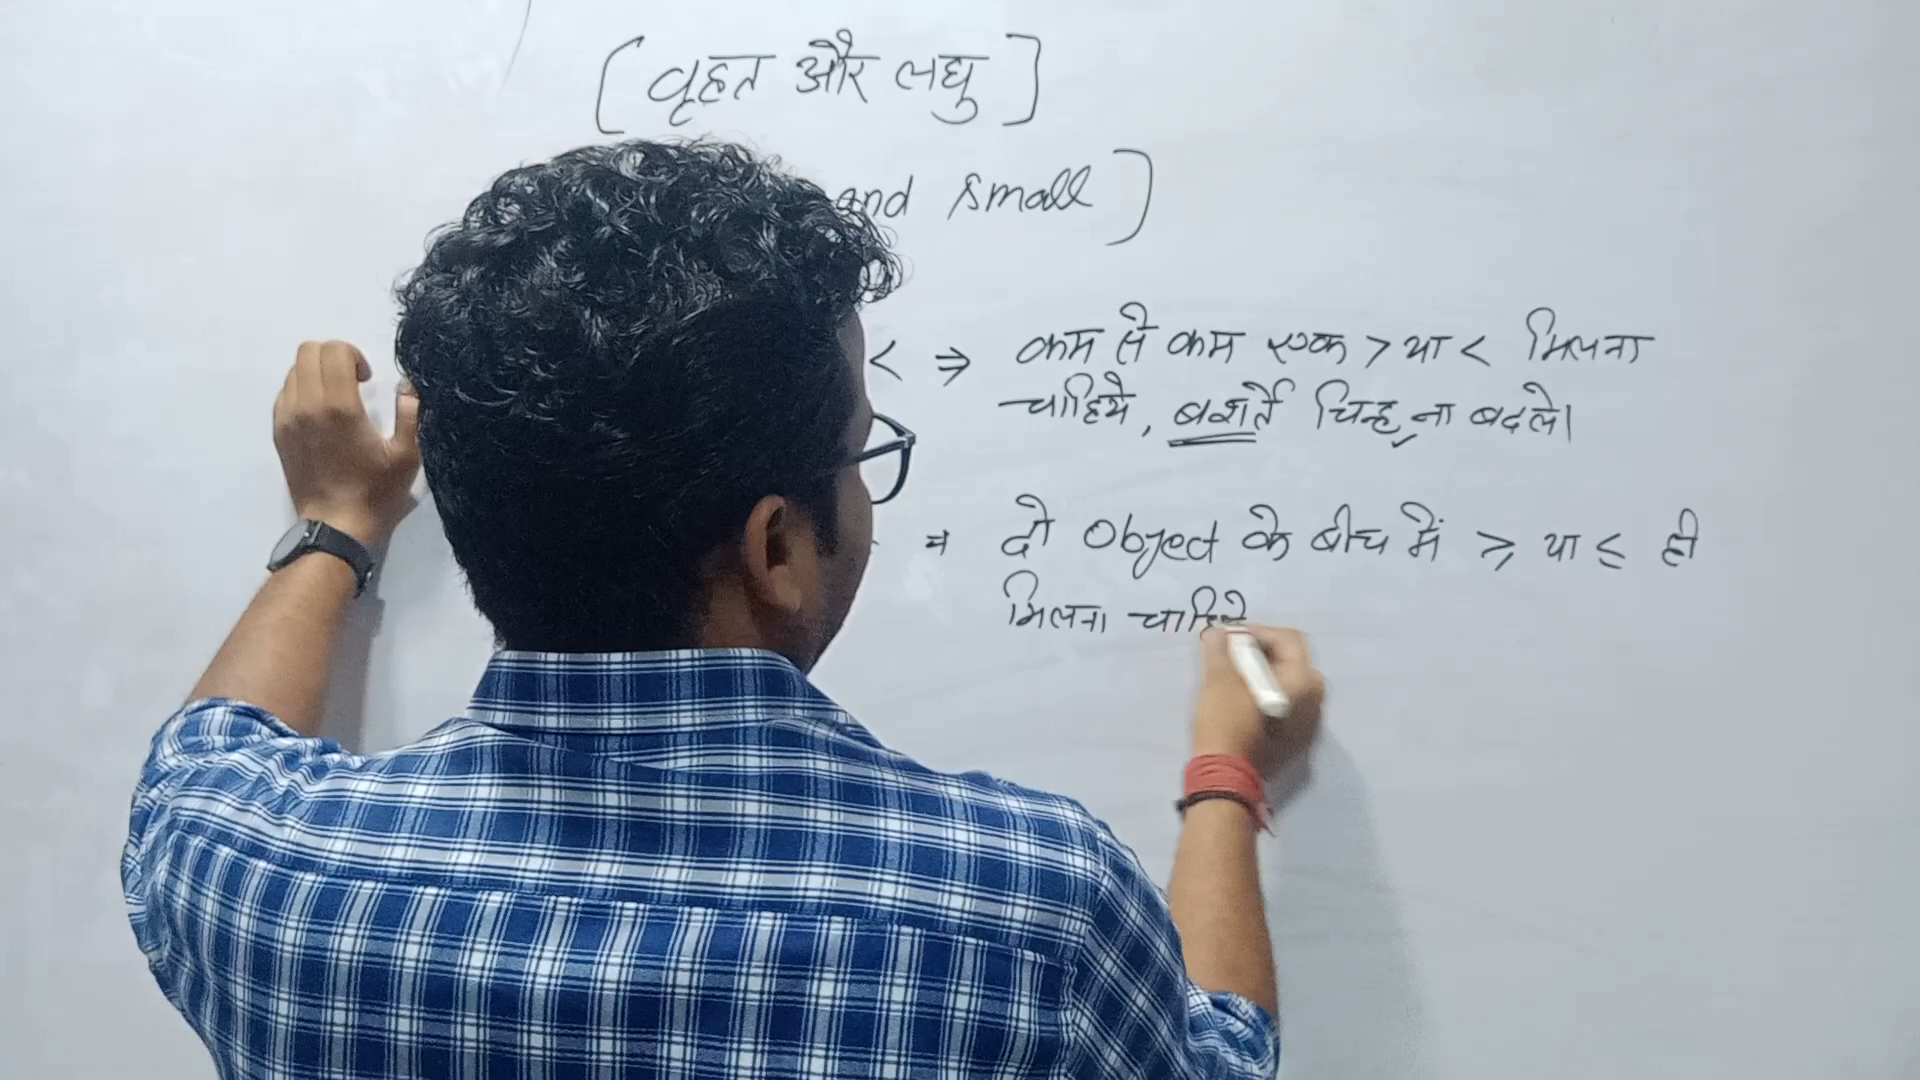 [वृहत और लघु]
and small]
< ⇒ कम से कम एक > या < मिलना
चाहिये, बशर्ते चिन्ह ना बदले।
दो Object के बीच में ≥ या ≤ ही
मिलना चाहिये